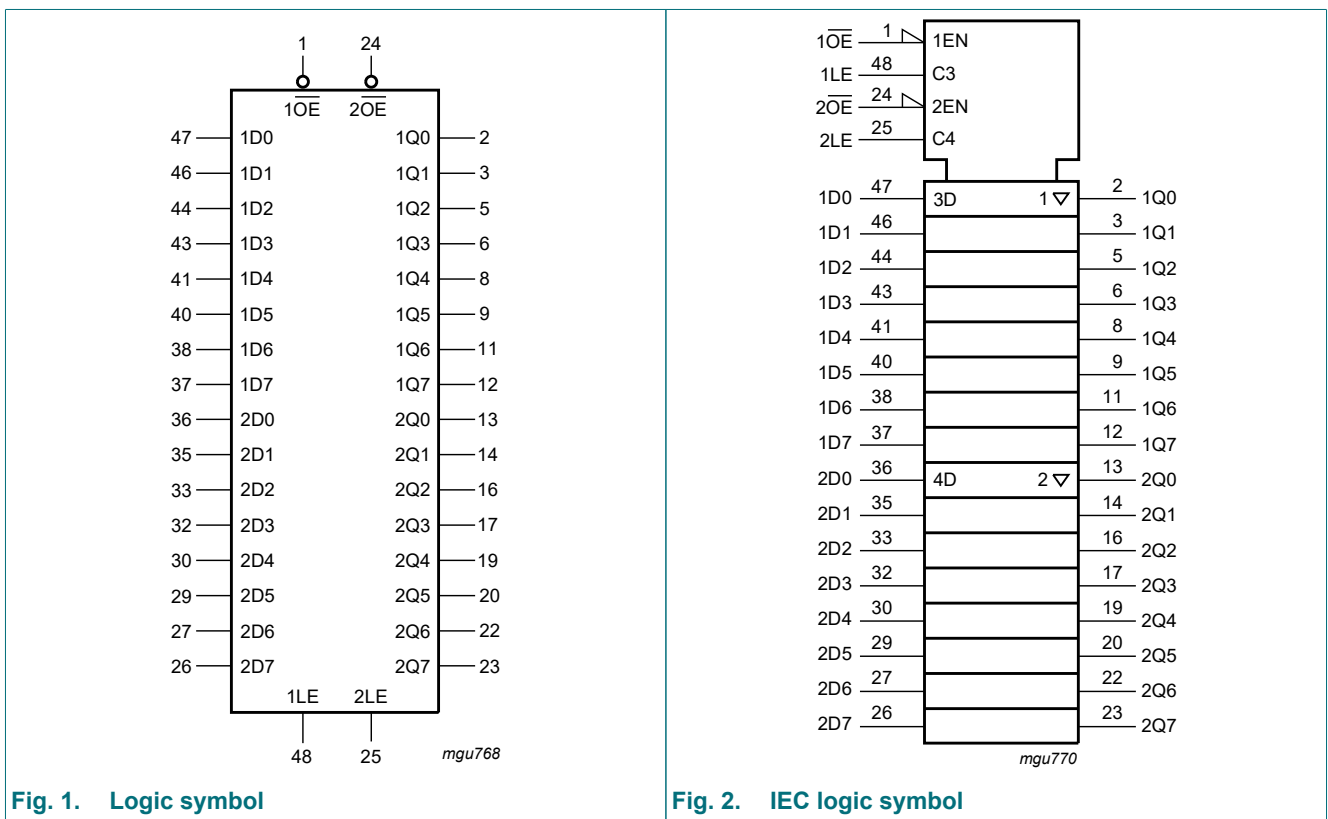 1 24
1O̅E̅ 2O̅E̅
47 1D0 1Q0 2
46 1D1 1Q1 3
44 1D2 1Q2 5
43 1D3 1Q3 6
41 1D4 1Q4 8
40 1D5 1Q5 9
38 1D6 1Q6 11
37 1D7 1Q7 12
36 2D0 2Q0 13
35 2D1 2Q1 14
33 2D2 2Q2 16
32 2D3 2Q3 17
30 2D4 2Q4 19
29 2D5 2Q5 20
27 2D6 2Q6 22
26 2D7 2Q7 23
1LE 2LE
48 25
mgu768
Fig. 1. Logic symbol
1O̅E̅ 1 1EN
1LE 48 C3
2O̅E̅ 24 2EN
2LE 25 C4
1D0 47 3D 1 ▽ 2 1Q0
1D1 46 3 1Q1
1D2 44 5 1Q2
1D3 43 6 1Q3
1D4 41 8 1Q4
1D5 40 9 1Q5
1D6 38 11 1Q6
1D7 37 12 1Q7
2D0 36 4D 2 ▽ 13 2Q0
2D1 35 14 2Q1
2D2 33 16 2Q2
2D3 32 17 2Q3
2D4 30 19 2Q4
2D5 29 20 2Q5
2D6 27 22 2Q6
2D7 26 23 2Q7
mgu770
Fig. 2. IEC logic symbol